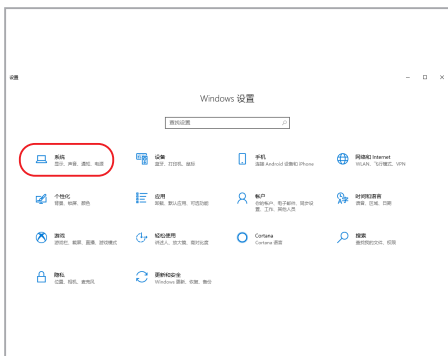 设置
Windows 设置
查找设置
系统
显示、声音、通知、电源
设备
蓝牙、打印机、鼠标
手机
连接 Android 设备和 iPhone
网络和 Internet
WLAN、飞行模式、VPN
个性化
背景、锁屏、颜色
应用
卸载、默认应用、可选功能
帐户
你的帐户、电子邮件、同步设
置、工作、其他人员
时间和语言
语音、区域、日期
游戏
游戏栏、截屏、直播、游戏模式
轻松使用
讲述人、放大镜、高对比度
Cortana
Cortana 语言
搜索
查找我的文件、权限
隐私
位置、相机、麦克风
更新和安全
Windows 更新、恢复、备份